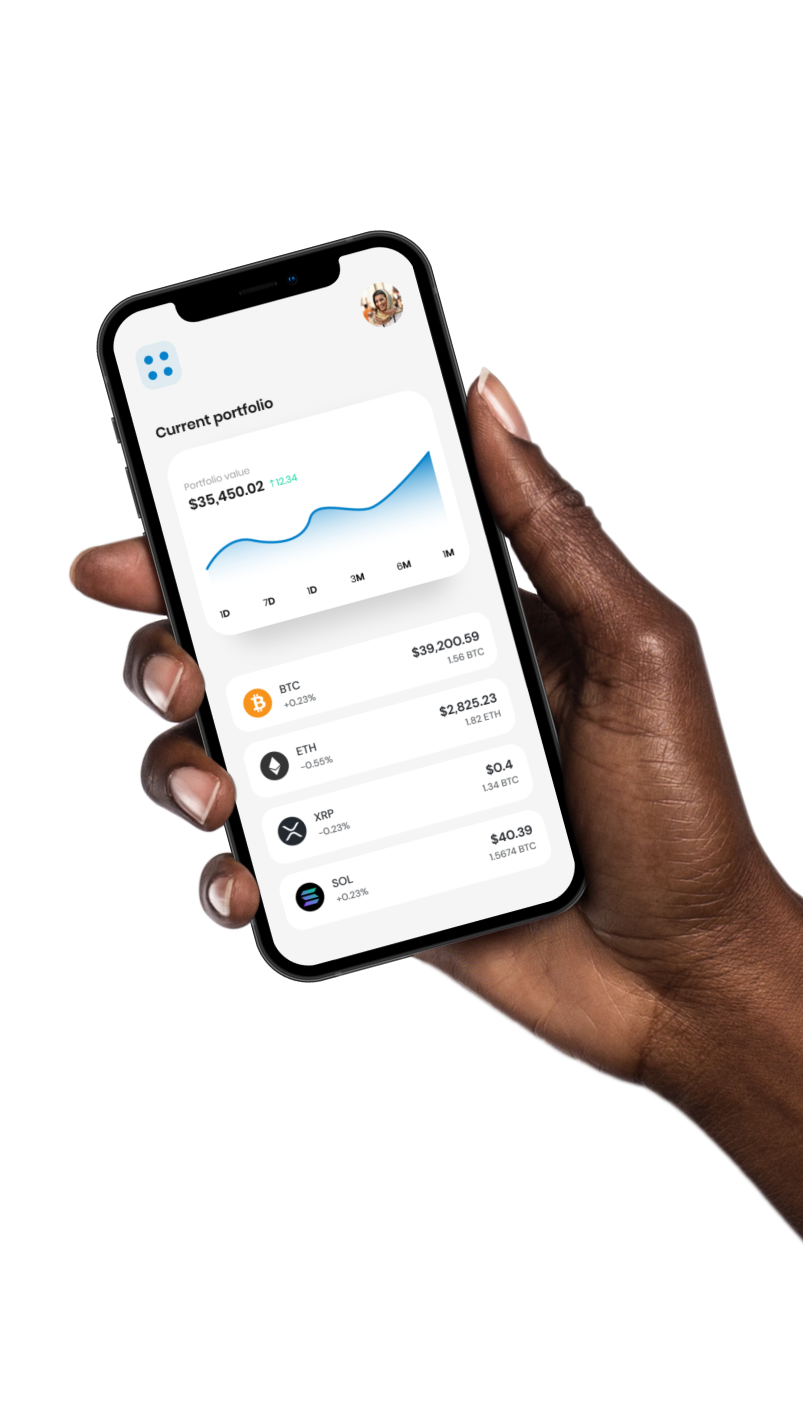 Current portfolio
Portfolio value
$35,450.02 ↑12.34
1D 7D 1D 3M 6M 1M
BTC $39,200.59
+0.23% 1.56 BTC
ETH $2,825.23
-0.55% 1.82 ETH
XRP $0.4
-0.23% 1.34 BTC
SOL $40.39
+0.23% 1.5674 BTC